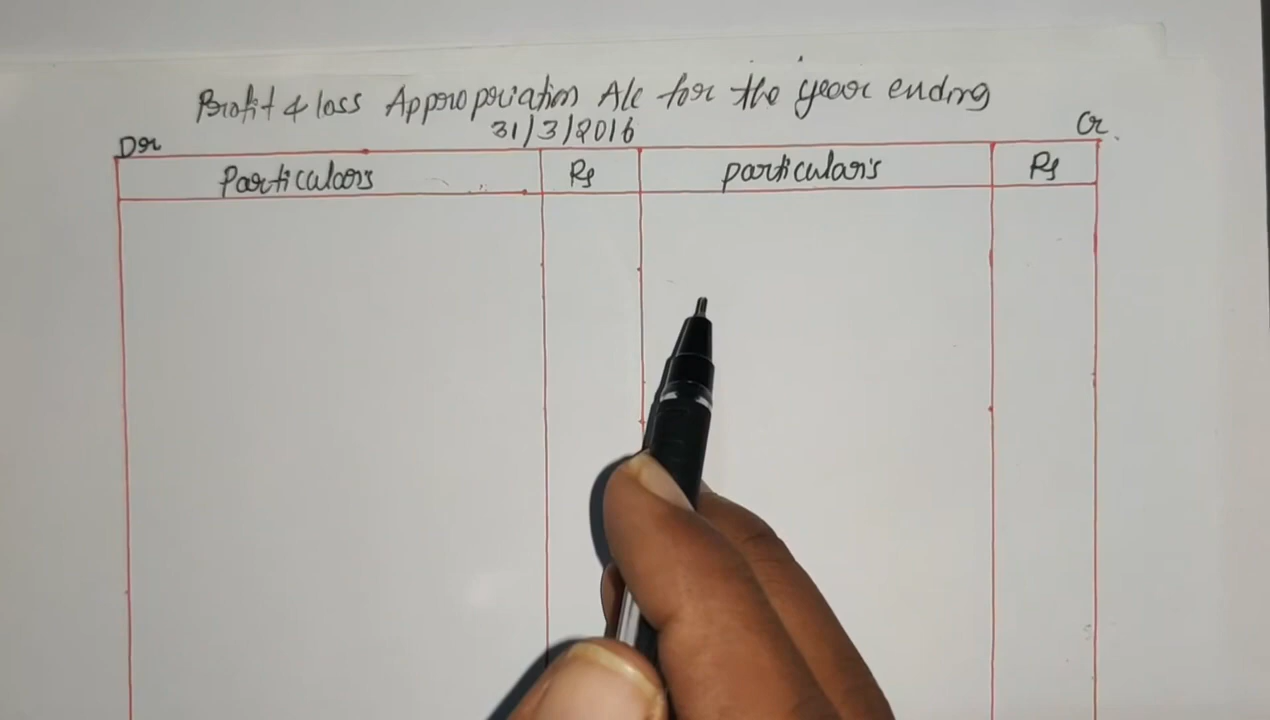 Profit & loss Appropriation A/c for the year ending
31/3/2016
Dr
Cr.
Particulars Rs particulars Rs